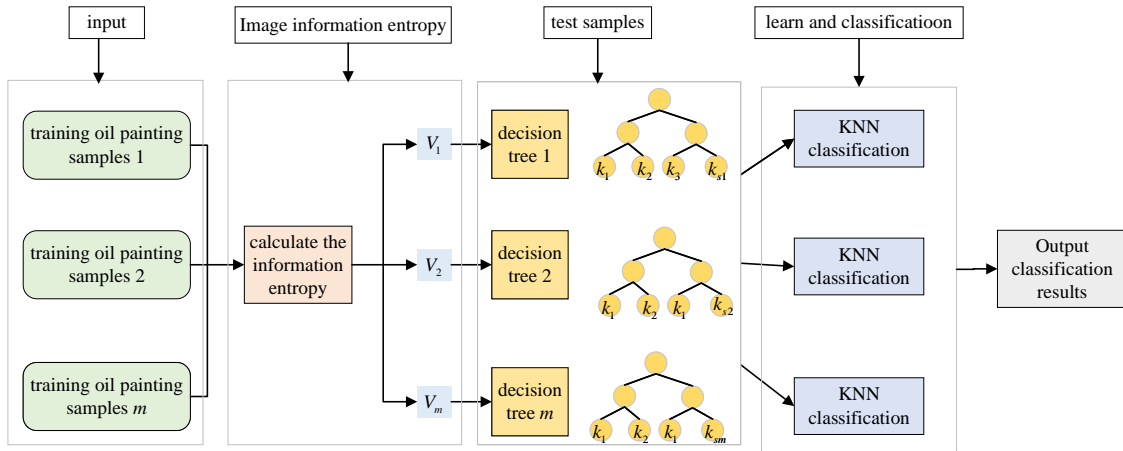 input
Image information entropy
test samples
learn and classificatioon
training oil painting
samples 1
V₁
decision
tree 1
k₁ k₂ k₃ kₛ₁
KNN
classification
training oil painting
samples 2
calculate the
information
entropy
V₂
decision
tree 2
k₁ k₂ k₁ kₛ₂
KNN
classification
Output
classification
results
training oil painting
samples m
Vₘ
decision
tree m
k₁ k₂ k₁ kₛₘ
KNN
classification